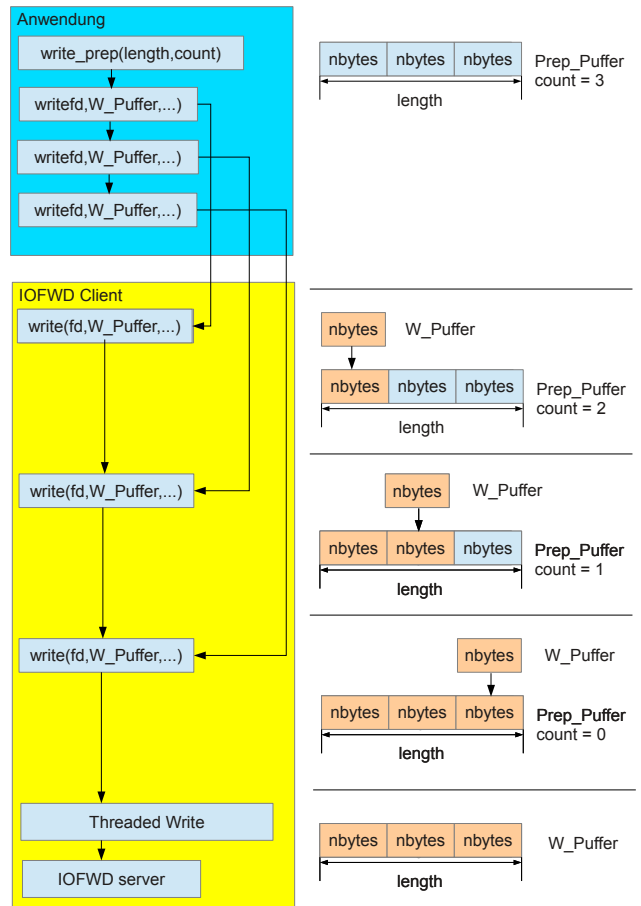 Anwendung
write_prep(length,count)
writefd,W_Puffer,...)
writefd,W_Puffer,...)
writefd,W_Puffer,...)
nbytes nbytes nbytes
Prep_Puffer
count = 3
length
IOFWD Client
write(fd,W_Puffer,...)
nbytes W_Puffer
nbytes nbytes nbytes
Prep_Puffer
count = 2
length
write(fd,W_Puffer,...)
nbytes W_Puffer
nbytes nbytes nbytes
Prep_Puffer
count = 1
length
write(fd,W_Puffer,...)
nbytes W_Puffer
nbytes nbytes nbytes
Prep_Puffer
count = 0
length
Threaded Write
IOFWD server
nbytes nbytes nbytes W_Puffer
length